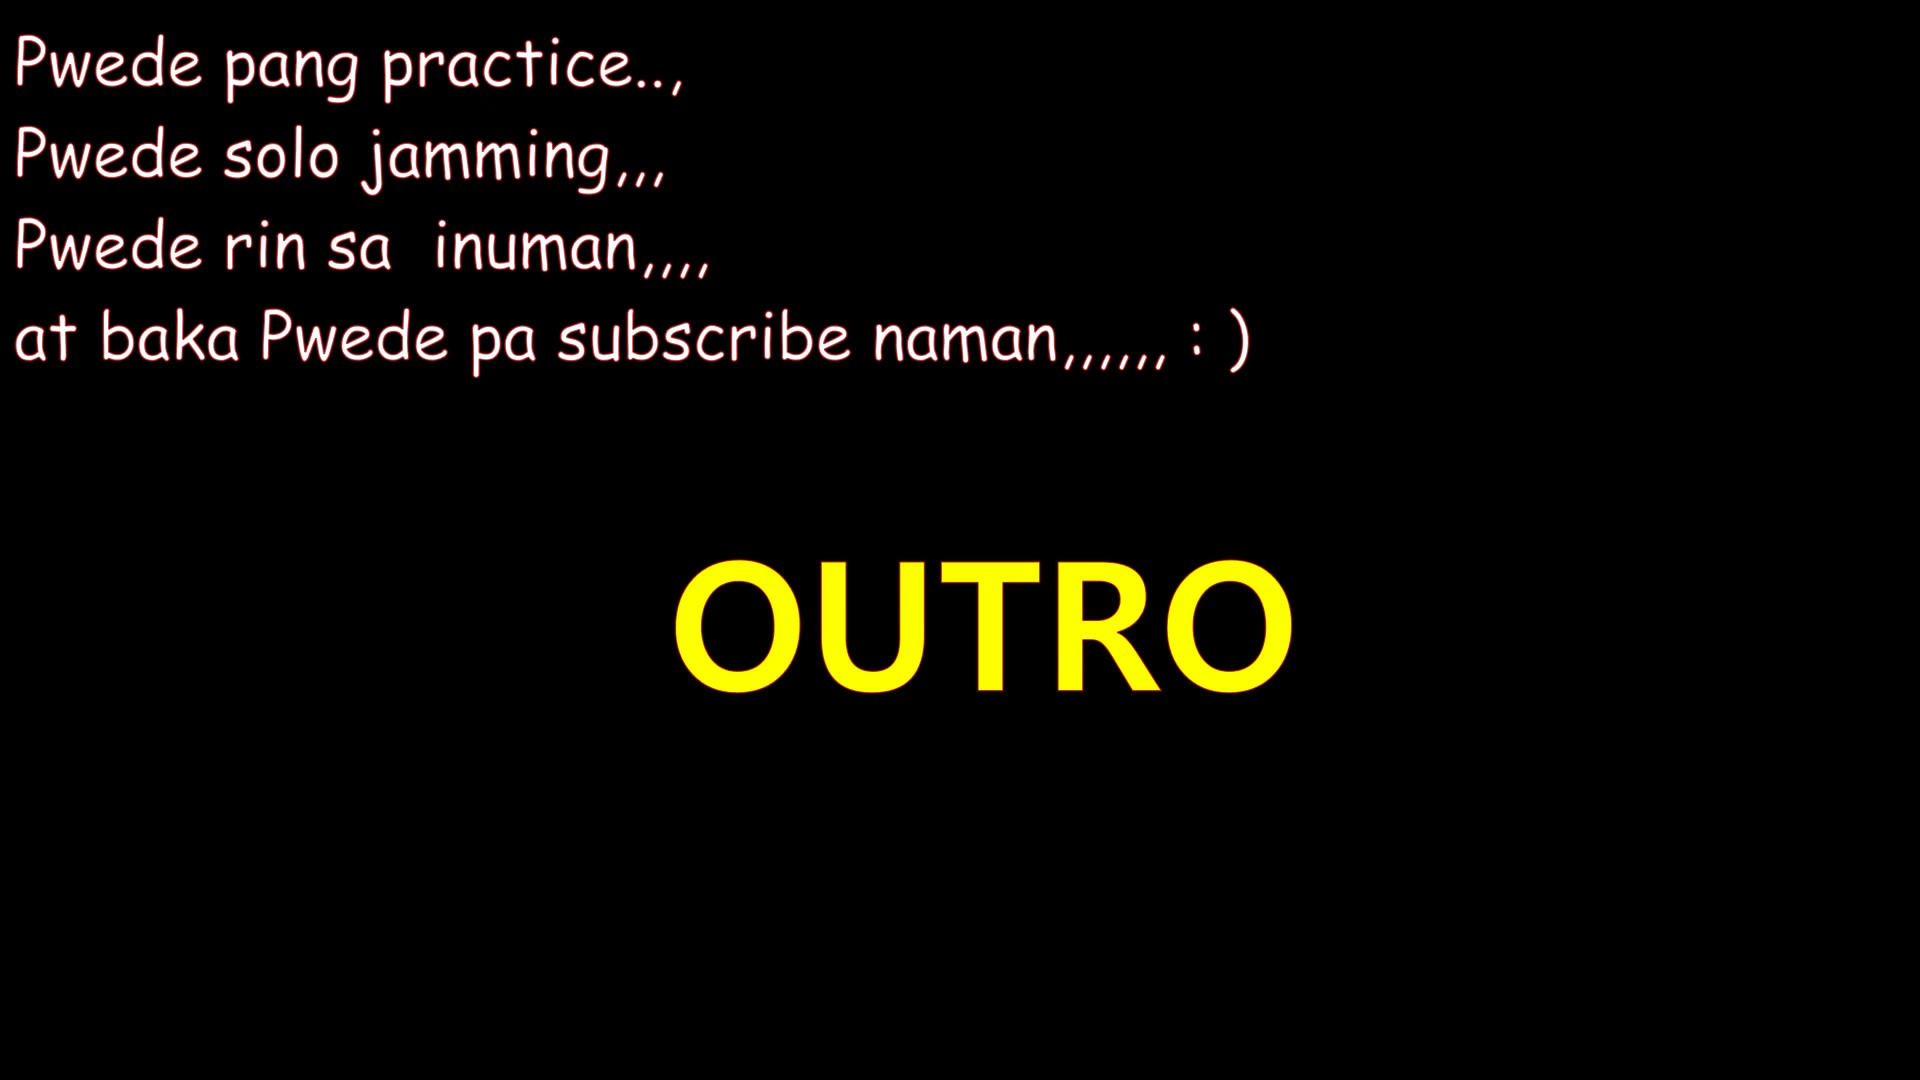 Pwede pang practice..,
Pwede solo jamming,,,
Pwede rin sa  inuman,,,,
at baka Pwede pa subscribe naman,,,,,, : )
OUTRO